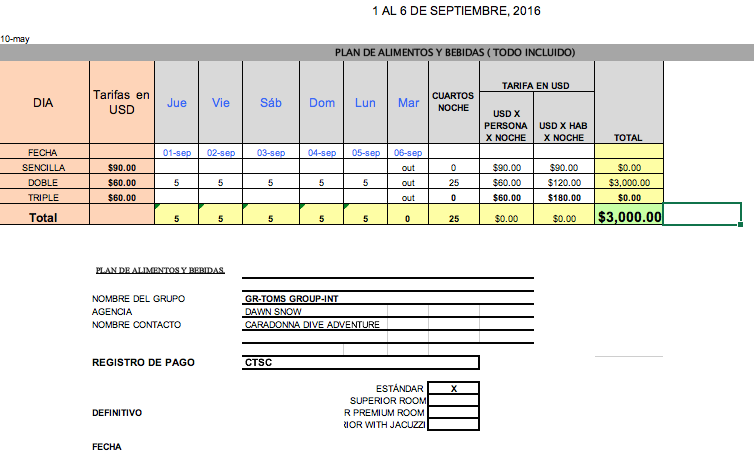 1 AL 6 DE SEPTIEMBRE, 2016
10-may
PLAN DE ALIMENTOS Y BEBIDAS ( TODO INCLUIDO)
DIA Tarifas en USD Jue Vie Sáb Dom Lun Mar CUARTOS NOCHE TARIFA EN USD USD X PERSONA X NOCHE USD X HAB X NOCHE TOTAL
FECHA 01-sep 02-sep 03-sep 04-sep 05-sep 06-sep
SENCILLA $90.00 out 0 $90.00 $90.00 $0.00
DOBLE $60.00 5 5 5 5 5 out 25 $60.00 $120.00 $3,000.00
TRIPLE $60.00 out 0 $60.00 $180.00 $0.00
Total 5 5 5 5 5 0 25 $0.00 $0.00 $3,000.00
PLAN DE ALIMENTOS Y BEBIDAS.
NOMBRE DEL GRUPO GR-TOMS GROUP-INT
AGENCIA DAWN SNOW
NOMBRE CONTACTO CARADONNA DIVE ADVENTURE
REGISTRO DE PAGO CTSC
ESTÁNDAR X
SUPERIOR ROOM
DEFINITIVO R PREMIUM ROOM
RIOR WITH JACUZZI
FECHA